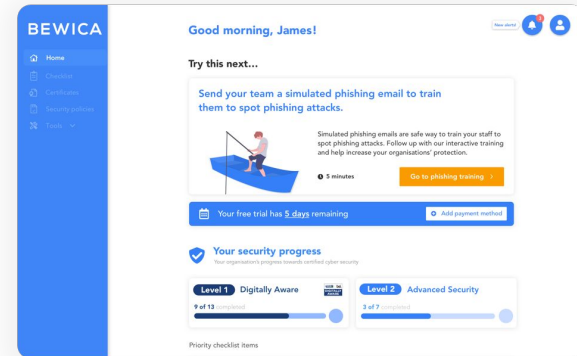 BEWICA
Home
Checklist
Certificates
Security policies
Tools
Good morning, James!
New alerts!
Try this next...
Send your team a simulated phishing email to train
them to spot phishing attacks.
Simulated phishing emails are safe way to train your staff to
spot phishing attacks. Follow up with our interactive training
and help increase your organisations' protection.
5 minutes
Go to phishing training
Your free trial has 5 days remaining
Add payment method
Your security progress
Your organisation's progress towards certified cyber security
Level 1 Digitally Aware
9 of 13 completed
Level 2 Advanced Security
3 of 7 completed
Priority checklist items